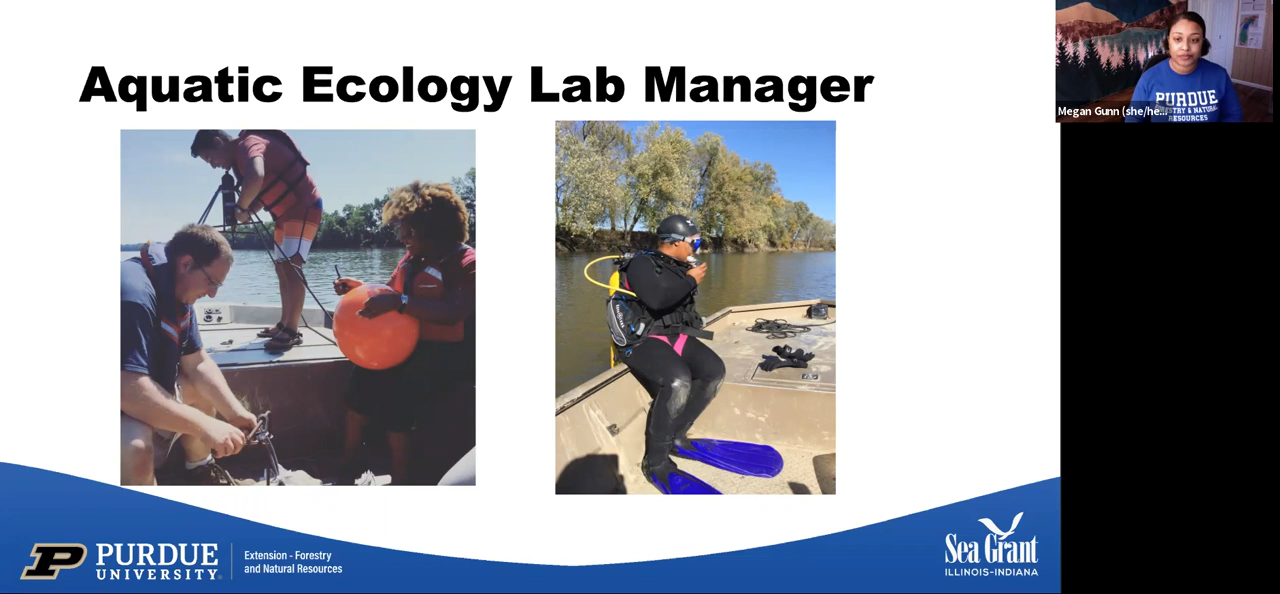 Aquatic Ecology Lab Manager
PURDUE
UNIVERSITY
Extension - Forestry
and Natural Resources
Sea Grant
ILLINOIS-INDIANA
PURDUE
RESOURCES
Megan Gunn (she/he...